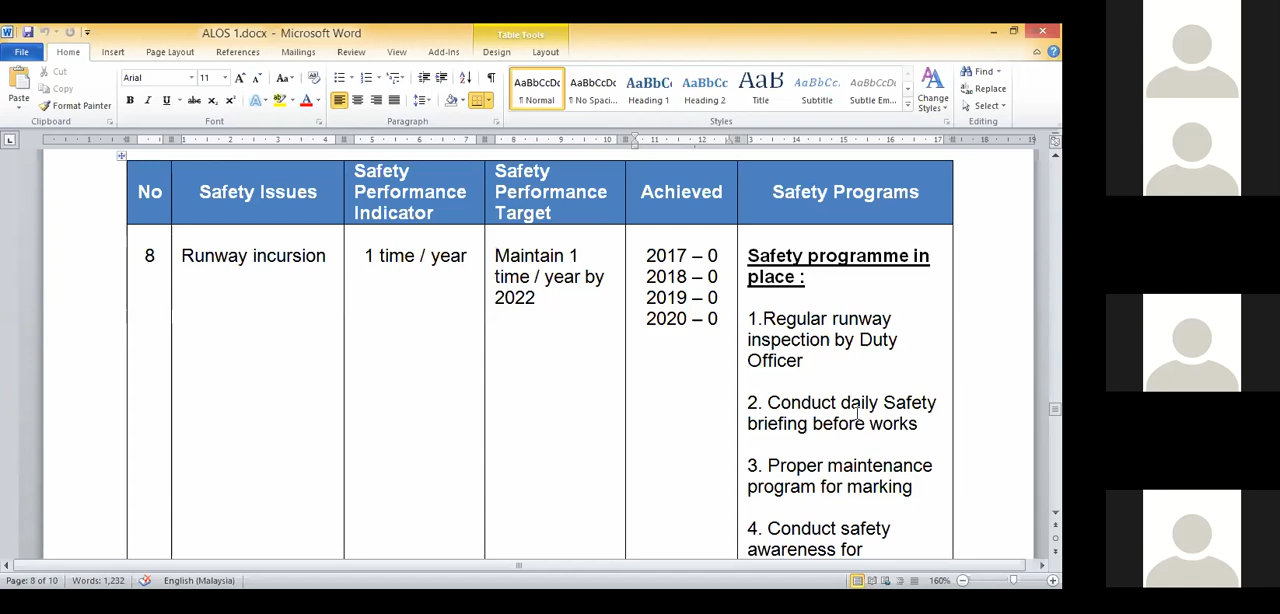 ALOS 1.docx - Microsoft Word
Table Tools
File Home Insert Page Layout References Mailings Review View Add-Ins Design Layout
Paste
Cut
Copy
Format Painter
Clipboard
Arial 11
Font
Paragraph
AaBbCcDc AaBbCcDc AaBbC AaBbCc AaB AaBbCcL AaBbCcDc
¶ Normal ¶ No Spaci... Heading 1 Heading 2 Title Subtitle Subtle Em...
Change
Styles
Styles
Find
Replace
Select
Editing
No
Safety Issues
Safety
Performance
Indicator
Safety
Performance
Target
Achieved
Safety Programs
8
Runway incursion
1 time / year
Maintain 1
time / year by
2022
2017 – 0
2018 – 0
2019 – 0
2020 – 0
Safety programme in
place :
1.Regular runway
inspection by Duty
Officer
2. Conduct daily Safety
briefing before works
3. Proper maintenance
program for marking
4. Conduct safety
awareness for
Page: 8 of 10 Words: 1,232 English (Malaysia) 160%